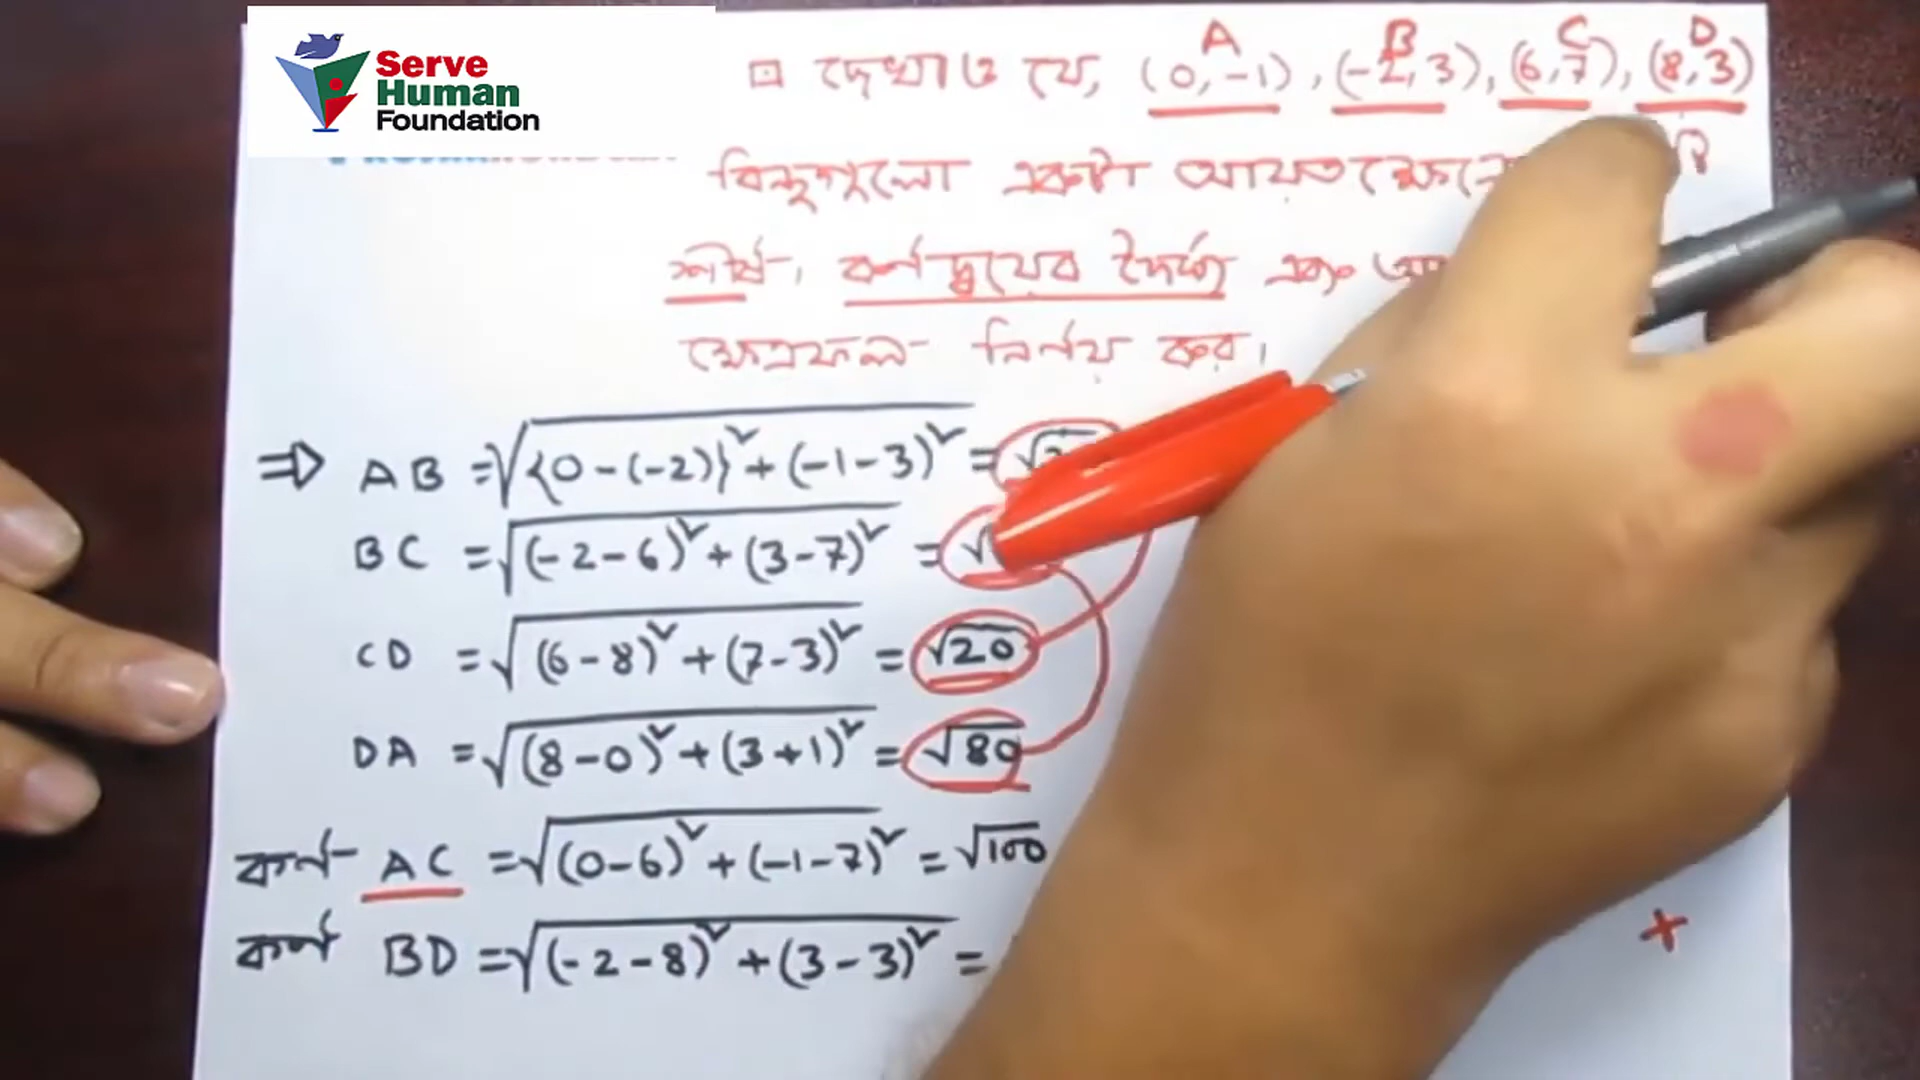 Serve
Human
Foundation
A B C D
□ দেখাও যে, (0,-1), (-2,3), (6,7), (8,3)
বিন্দুগুলো একটা
শীর্ষ। কর্ণদ্বয়ের দৈর্ঘ্য এবং
ক্ষেত্রফল নির্ণয় কর।
⇒ AB = √{0-(-2)}² + (-1-3)² = √2
BC = √(-2-6)² + (3-7)² = √
CD = √(6-8)² + (7-3)² = √20
DA = √(8-0)² + (3+1)² = √80
কর্ণ AC = √(0-6)² + (-1-7)² = √100
কর্ণ BD = √(-2-8)² + (3-3)² =
+